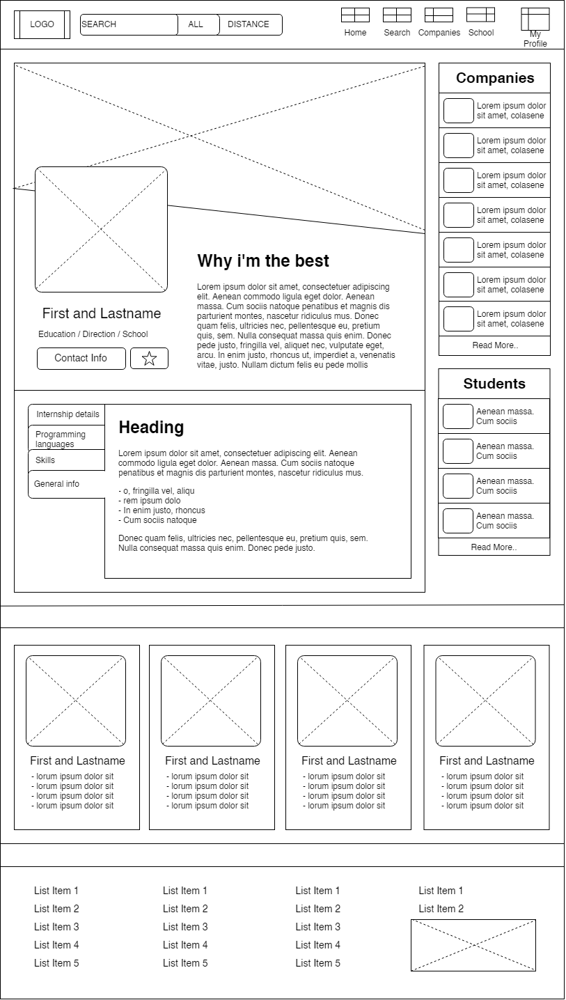 LOGO
SEARCH
ALL
DISTANCE
Home
Search
Companies
School
My
Profile
Why i'm the best
Lorem ipsum dolor sit amet, consectetuer adipiscing
elit. Aenean commodo ligula eget dolor. Aenean
massa. Cum sociis natoque penatibus et magnis dis
parturient montes, nascetur ridiculus mus. Donec
quam felis, ultricies nec, pellentesque eu, pretium
quis, sem. Nulla consequat massa quis enim. Donec
pede justo, fringilla vel, aliquet nec, vulputate eget,
arcu. In enim justo, rhoncus ut, imperdiet a, venenatis
vitae, justo. Nullam dictum felis eu pede mollis
First and Lastname
Education / Direction / School
Contact Info
Internship details
Programming
languages
Skills
General info
Heading
Lorem ipsum dolor sit amet, consectetuer adipiscing elit. Aenean
commodo ligula eget dolor. Aenean massa. Cum sociis natoque
penatibus et magnis dis parturient montes, nascetur ridiculus mus.
- o, fringilla vel, aliqu
- rem ipsum dolo
- In enim justo, rhoncus
- Cum sociis natoque
Donec quam felis, ultricies nec, pellentesque eu, pretium quis, sem.
Nulla consequat massa quis enim. Donec pede justo.
Companies
Lorem ipsum dolor
sit amet, colasene
Lorem ipsum dolor
sit amet, colasene
Lorem ipsum dolor
sit amet, colasene
Lorem ipsum dolor
sit amet, colasene
Lorem ipsum dolor
sit amet, colasene
Lorem ipsum dolor
sit amet, colasene
Lorem ipsum dolor
sit amet, colasene
Read More..
Students
Aenean massa.
Cum sociis
Aenean massa.
Cum sociis
Aenean massa.
Cum sociis
Aenean massa.
Cum sociis
Read More..
First and Lastname
- lorum ipsum dolor sit
- lorum ipsum dolor sit
- lorum ipsum dolor sit
- lorum ipsum dolor sit
First and Lastname
- lorum ipsum dolor sit
- lorum ipsum dolor sit
- lorum ipsum dolor sit
- lorum ipsum dolor sit
First and Lastname
- lorum ipsum dolor sit
- lorum ipsum dolor sit
- lorum ipsum dolor sit
- lorum ipsum dolor sit
First and Lastname
- lorum ipsum dolor sit
- lorum ipsum dolor sit
- lorum ipsum dolor sit
- lorum ipsum dolor sit
List Item 1
List Item 2
List Item 3
List Item 4
List Item 5
List Item 1
List Item 2
List Item 3
List Item 4
List Item 5
List Item 1
List Item 2
List Item 3
List Item 4
List Item 5
List Item 1
List Item 2